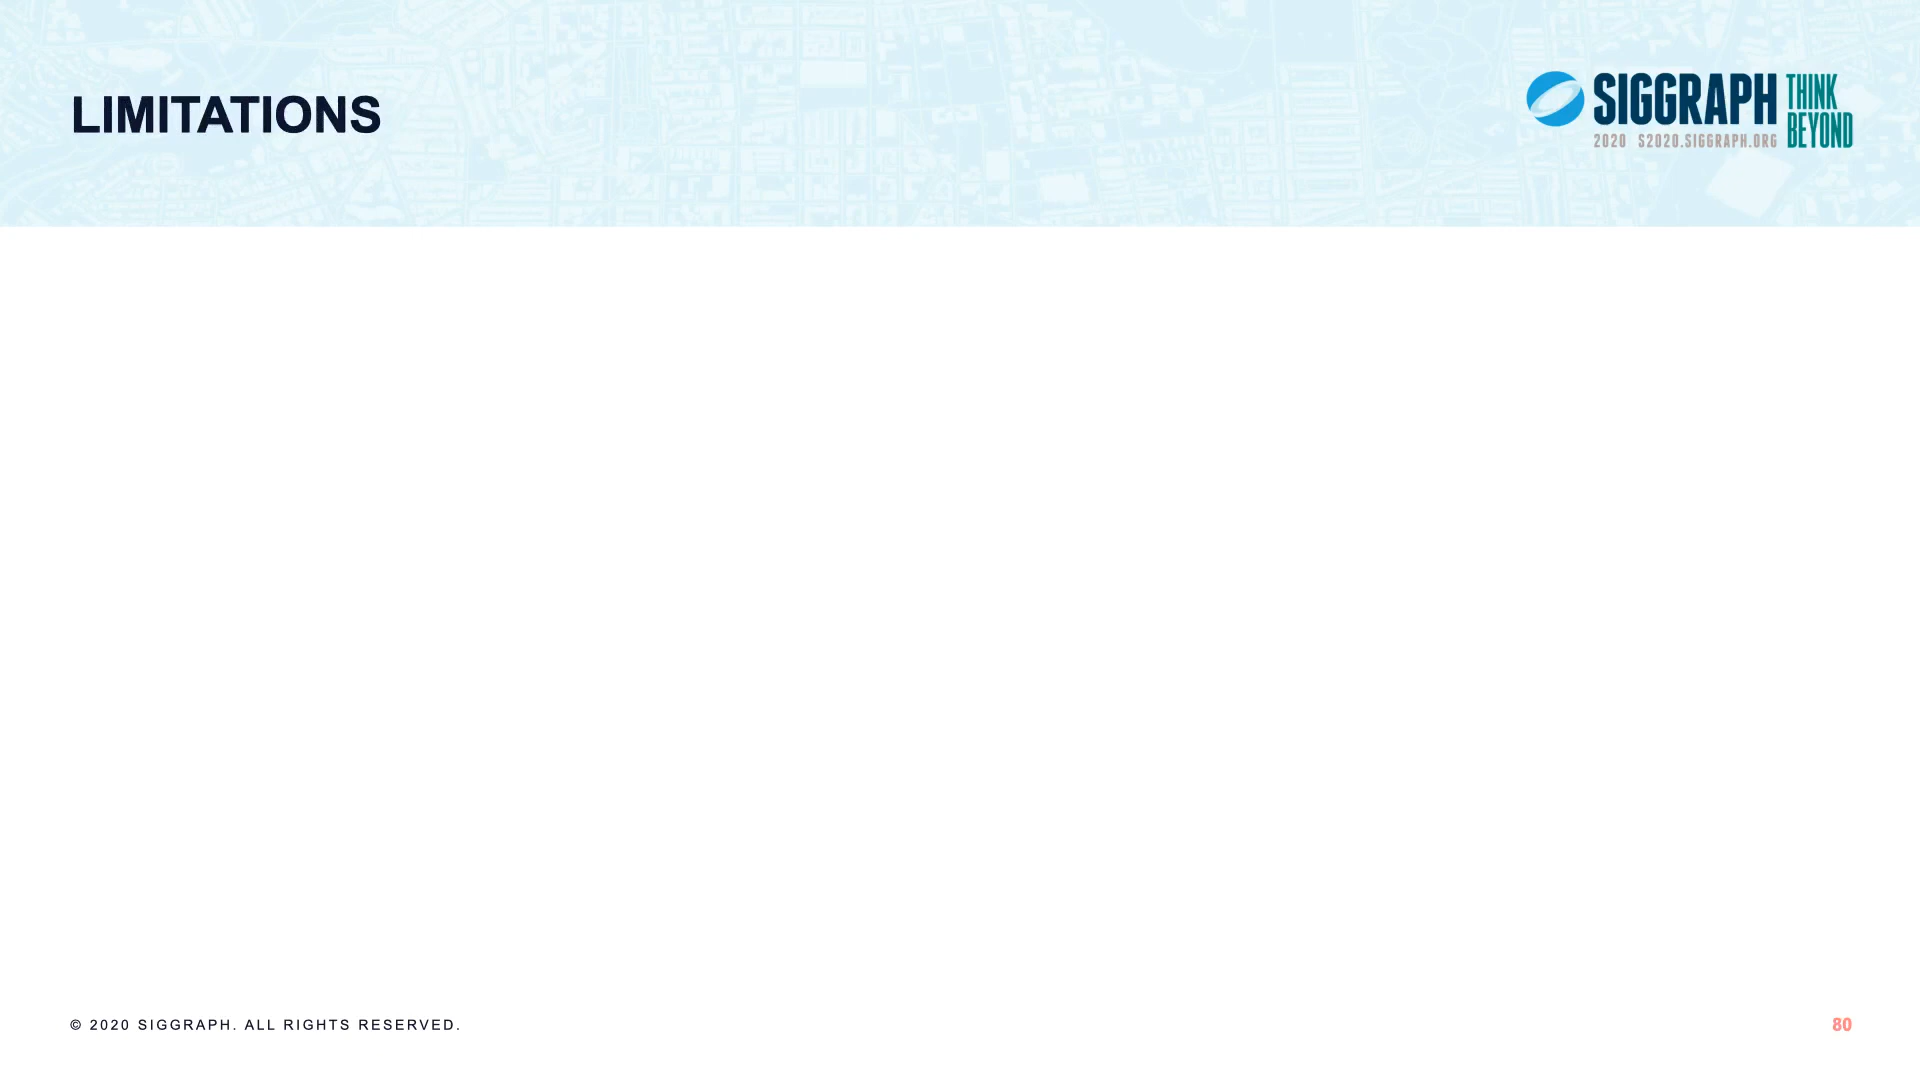 LIMITATIONS
SIGGRAPH THINK
BEYOND
2020 S2020.SIGGRAPH.ORG
© 2020 SIGGRAPH. ALL RIGHTS RESERVED.
80